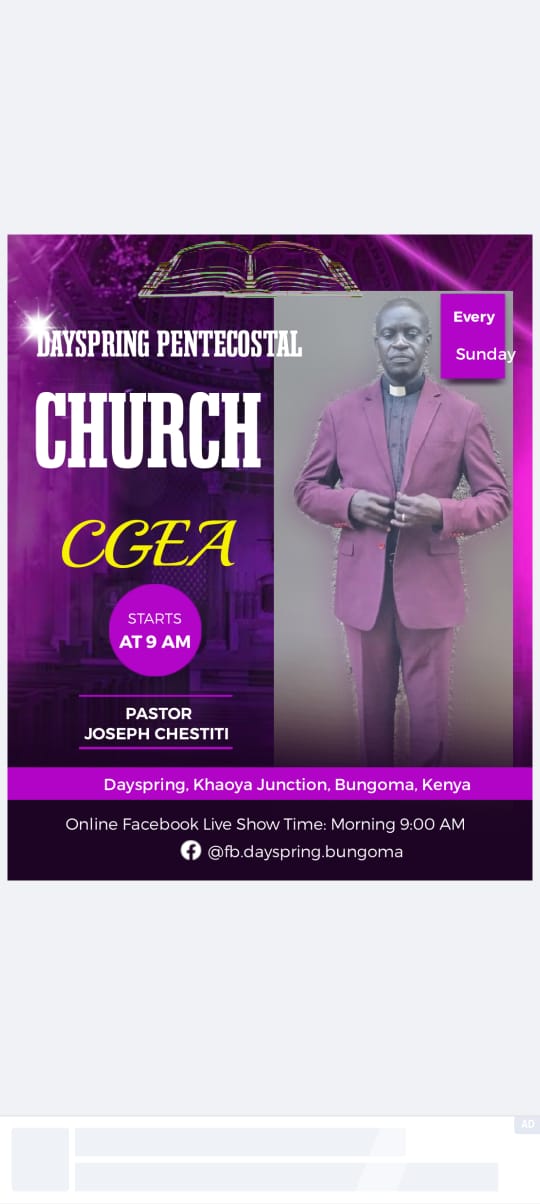 Every
Sunday
DAYSPRING PENTECOSTAL
CHURCH
CGEA
STARTS
AT 9 AM
PASTOR
JOSEPH CHESTITI
Dayspring, Khaoya Junction, Bungoma, Kenya
Online Facebook Live Show Time: Morning 9:00 AM
@fb.dayspring.bungoma
AD